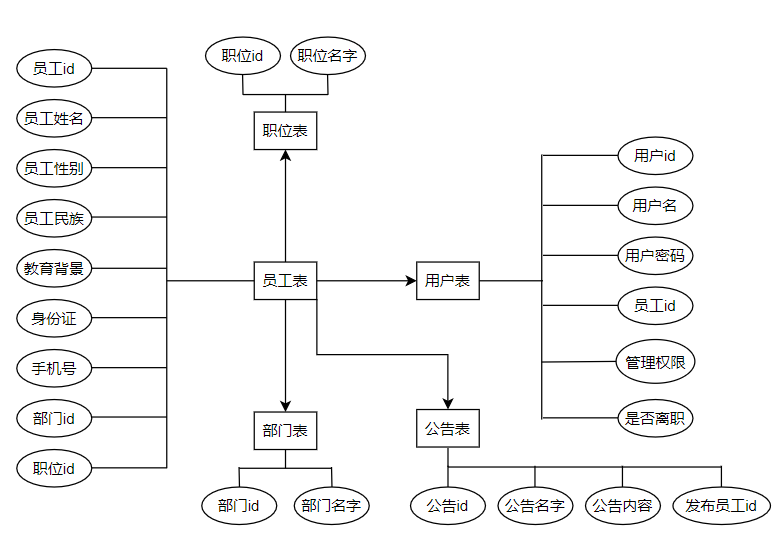 职位id
职位名字
员工id
员工姓名
职位表
员工性别
用户id
用户名
员工民族
用户密码
教育背景
员工表
用户表
员工id
身份证
手机号
管理权限
部门id
部门表
公告表
是否离职
职位id
部门id
部门名字
公告id
公告名字
公告内容
发布员工id